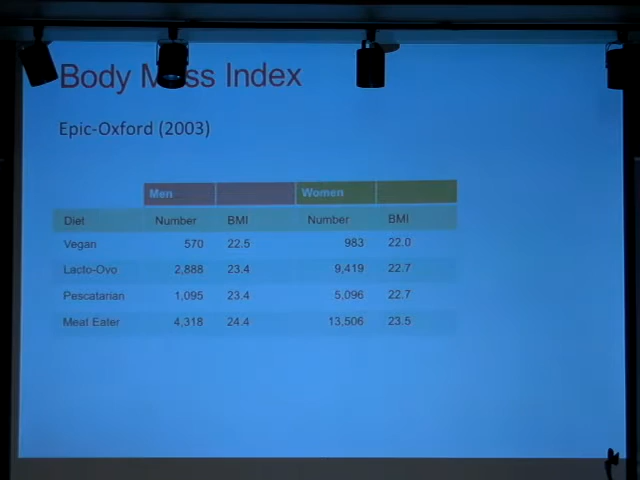 Body Mass Index
Epic-Oxford (2003)
Men Women
Diet Number BMI Number BMI
Vegan 570 22.5 983 22.0
Lacto-Ovo 2,888 23.4 9,419 22.7
Pescatarian 1,095 23.4 5,096 22.7
Meat Eater 4,318 24.4 13,506 23.5